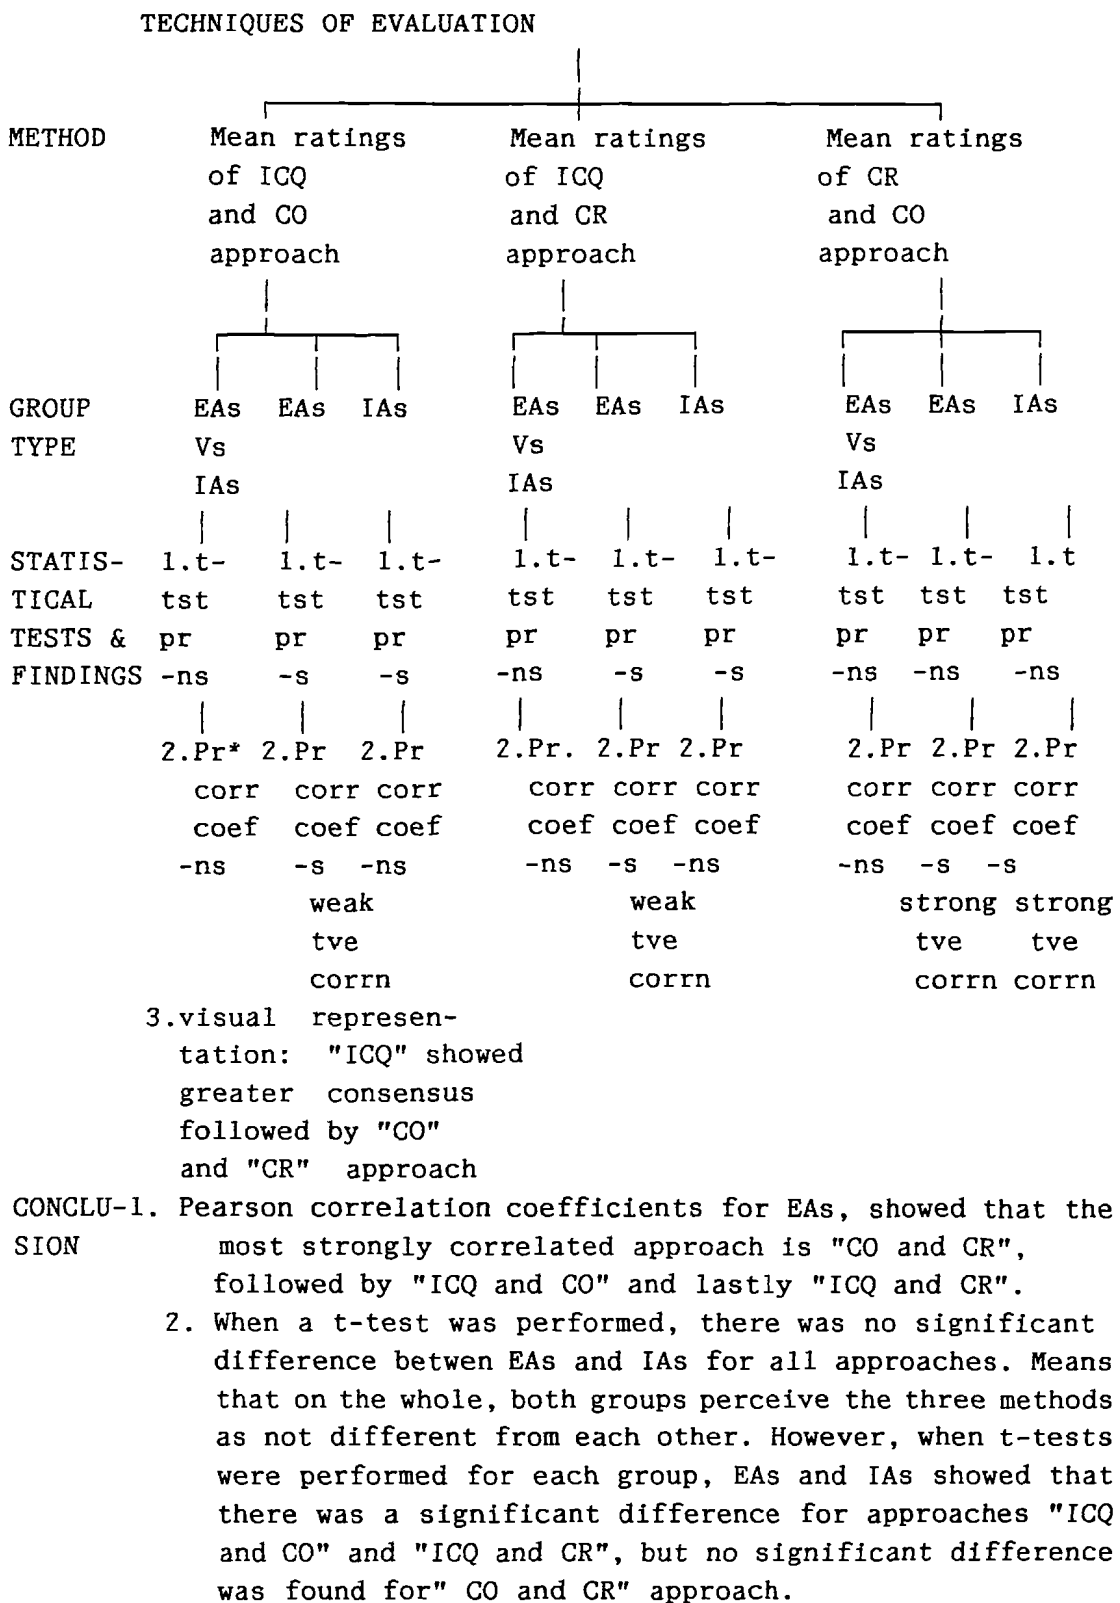 TECHNIQUES OF EVALUATION
METHOD Mean ratings Mean ratings Mean ratings
of ICQ of ICQ of CR
and CO and CR and CO
approach approach approach
GROUP EAs EAs IAs EAs EAs IAs EAs EAs IAs
TYPE Vs Vs Vs
IAs IAs IAs
STATIS- 1.t- 1.t- 1.t- 1.t- 1.t- 1.t- 1.t- 1.t- 1.t
TICAL tst tst tst tst tst tst tst tst tst
TESTS & pr pr pr pr pr pr pr pr pr
FINDINGS -ns -s -s -ns -s -s -ns -ns -ns
2.Pr* 2.Pr 2.Pr 2.Pr. 2.Pr 2.Pr 2.Pr 2.Pr 2.Pr
corr corr corr corr corr corr corr corr corr
coef coef coef coef coef coef coef coef coef
-ns -s -ns -ns -s -ns -ns -s -s
weak weak strong strong
tve tve tve tve
corrn corrn corrn corrn
3.visual represen-
tation: "ICQ" showed
greater consensus
followed by "CO"
and "CR" approach
CONCLU-1. Pearson correlation coefficients for EAs, showed that the
SION most strongly correlated approach is "CO and CR",
followed by "ICQ and CO" and lastly "ICQ and CR".
2. When a t-test was performed, there was no significant
difference betwen EAs and IAs for all approaches. Means
that on the whole, both groups perceive the three methods
as not different from each other. However, when t-tests
were performed for each group, EAs and IAs showed that
there was a significant difference for approaches "ICQ
and CO" and "ICQ and CR", but no significant difference
was found for" CO and CR" approach.